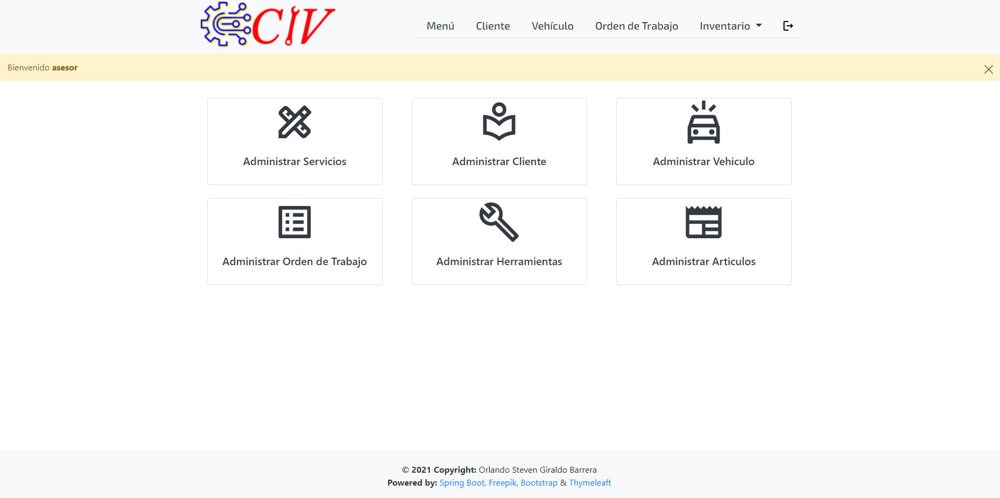 CIV
Menú Cliente Vehículo Orden de Trabajo Inventario
Bienvenido asesor
Administrar Servicios
Administrar Cliente
Administrar Vehiculo
Administrar Orden de Trabajo
Administrar Herramientas
Administrar Articulos
© 2021 Copyright: Orlando Steven Giraldo Barrera
Powered by: Spring Boot, Freepik, Bootstrap & Thymeleaft